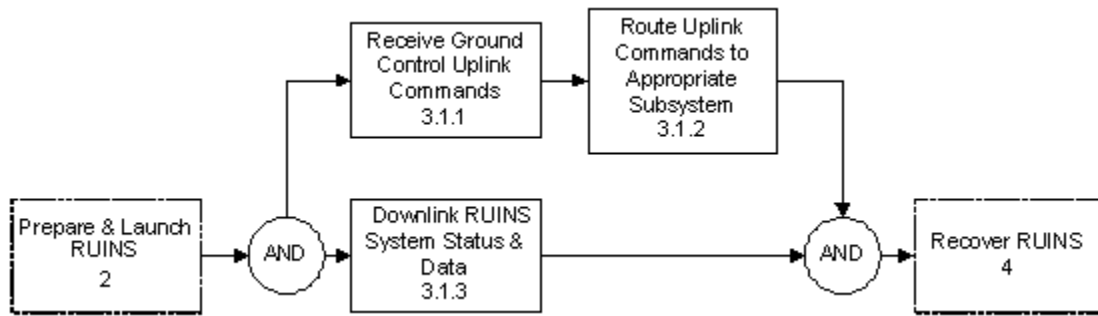 Receive Ground
Control Uplink
Commands
3.1.1
Route Uplink
Commands to
Appropriate
Subsystem
3.1.2
Prepare & Launch
RUINS
2
AND
Downlink RUINS
System Status &
Data
3.1.3
AND
Recover RUINS
4